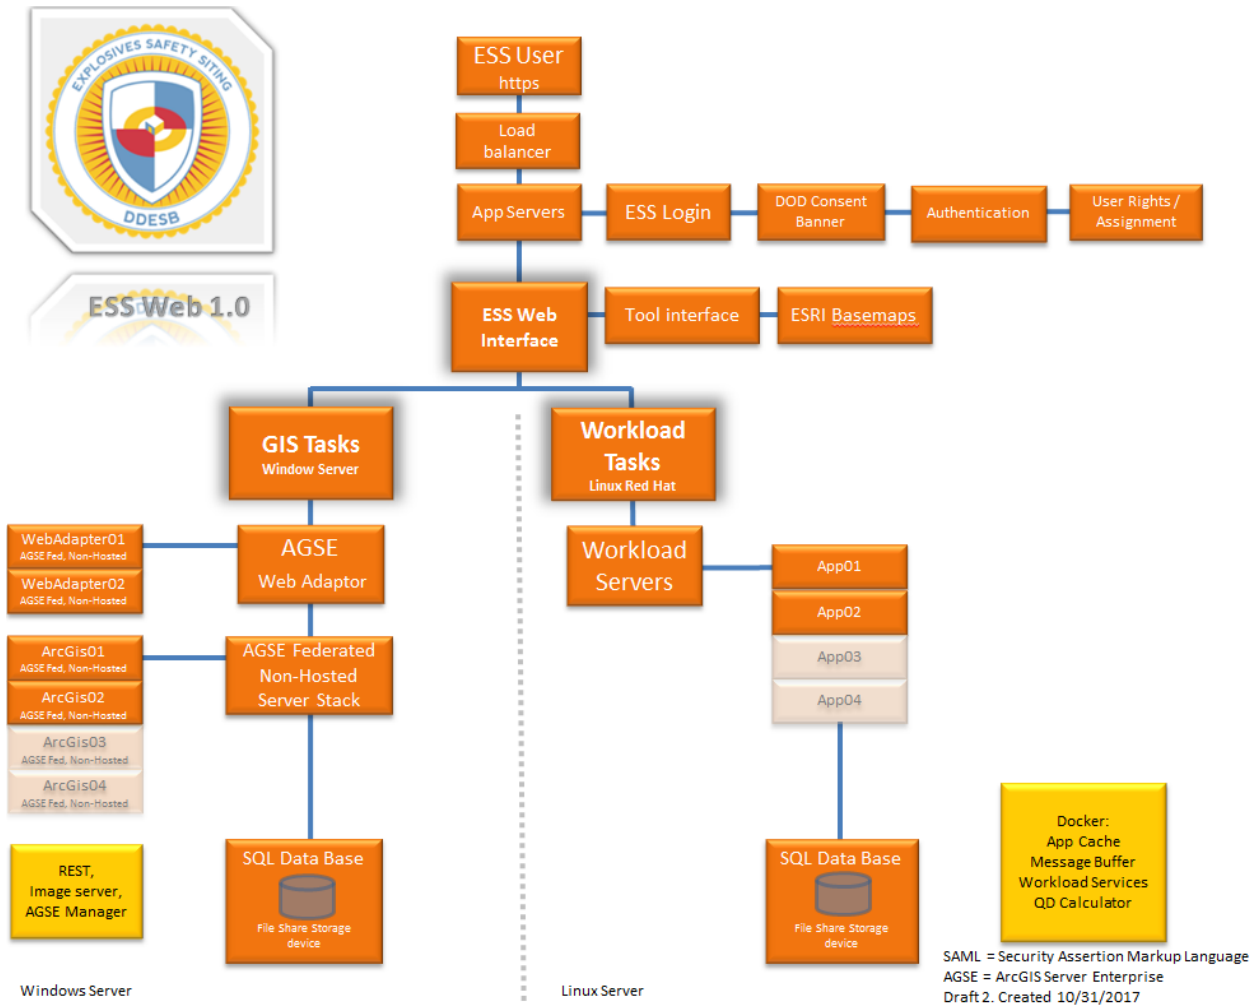 EXPLOSIVES SAFETY SITING
DDESB
ESS Web 1.0
ESS User
https
Load
balancer
App Servers
ESS Login
DOD Consent
Banner
Authentication
User Rights /
Assignment
ESS Web
Interface
Tool interface
ESRI Basemaps
GIS Tasks
Window Server
Workload
Tasks
Linux Red Hat
WebAdapter01
AGSE Fed, Non-Hosted
WebAdapter02
AGSE Fed, Non-Hosted
AGSE
Web Adaptor
Workload
Servers
App01
App02
App03
App04
ArcGis01
AGSE Fed, Non-Hosted
ArcGis02
AGSE Fed, Non-Hosted
ArcGis03
AGSE Fed, Non-Hosted
ArcGis04
AGSE Fed, Non-Hosted
AGSE Federated
Non-Hosted
Server Stack
REST,
Image server,
AGSE Manager
SQL Data Base
File Share Storage
device
SQL Data Base
File Share Storage
device
Docker:
App Cache
Message Buffer
Workload Services
QD Calculator
Windows Server
Linux Server
SAML = Security Assertion Markup Language
AGSE = ArcGIS Server Enterprise
Draft 2. Created 10/31/2017